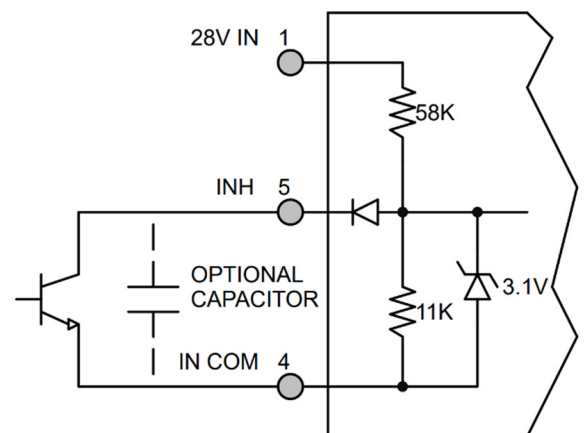 28V IN 1
58K
INH 5
OPTIONAL
CAPACITOR
3.1V
11K
IN COM 4